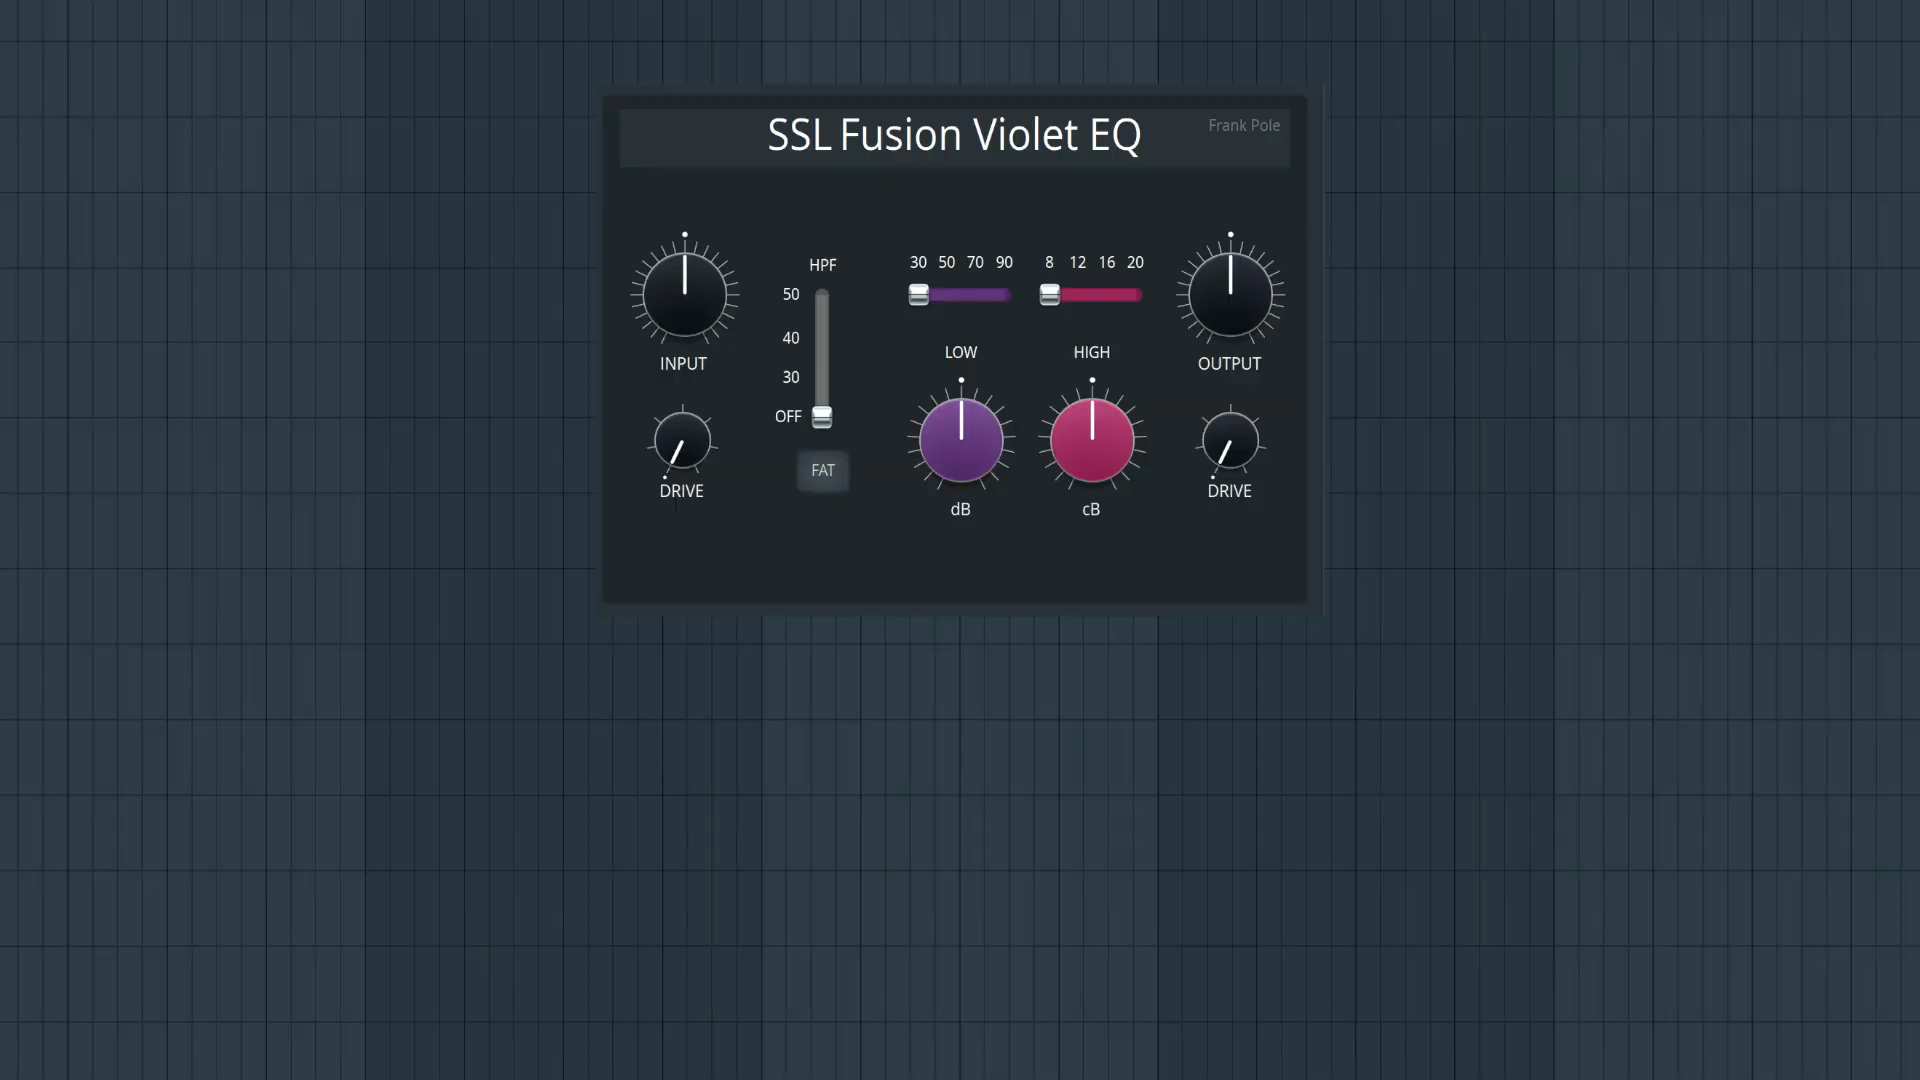 SSL Fusion Violet EQ
Frank Pole
HPF
30 50 70 90
8 12 16 20
50
40
30
OFF
INPUT
LOW
HIGH
OUTPUT
FAT
DRIVE
dB
cB
DRIVE